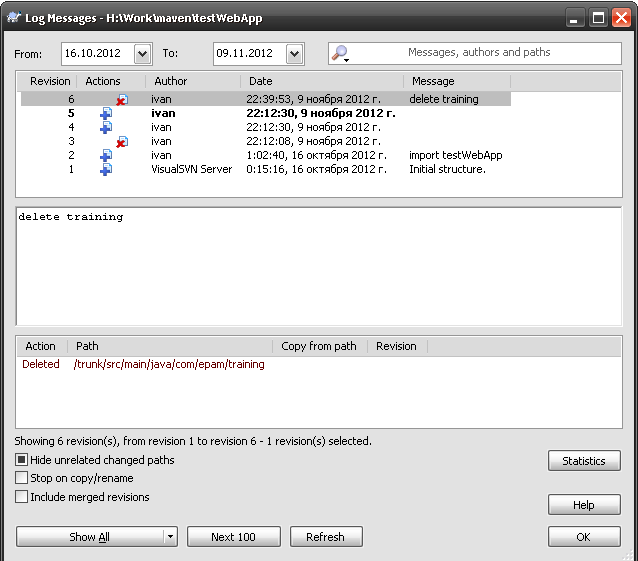 Log Messages - H:\Work\maven\testWebApp
From: 16.10.2012 To: 09.11.2012 Messages, authors and paths
Revision Actions Author Date Message
6 ivan 22:39:53, 9 ноября 2012 г. delete training
5 ivan 22:12:30, 9 ноября 2012 г.
4 ivan 22:12:30, 9 ноября 2012 г.
3 ivan 22:12:08, 9 ноября 2012 г.
2 ivan 1:02:40, 16 октября 2012 г. import testWebApp
1 VisualSVN Server 0:15:16, 16 октября 2012 г. Initial structure.
delete training
Action Path Copy from path Revision
Deleted /trunk/src/main/java/com/epam/training
Showing 6 revision(s), from revision 1 to revision 6 - 1 revision(s) selected.
Hide unrelated changed paths
Statistics
Stop on copy/rename
Include merged revisions
Help
Show All Next 100 Refresh OK